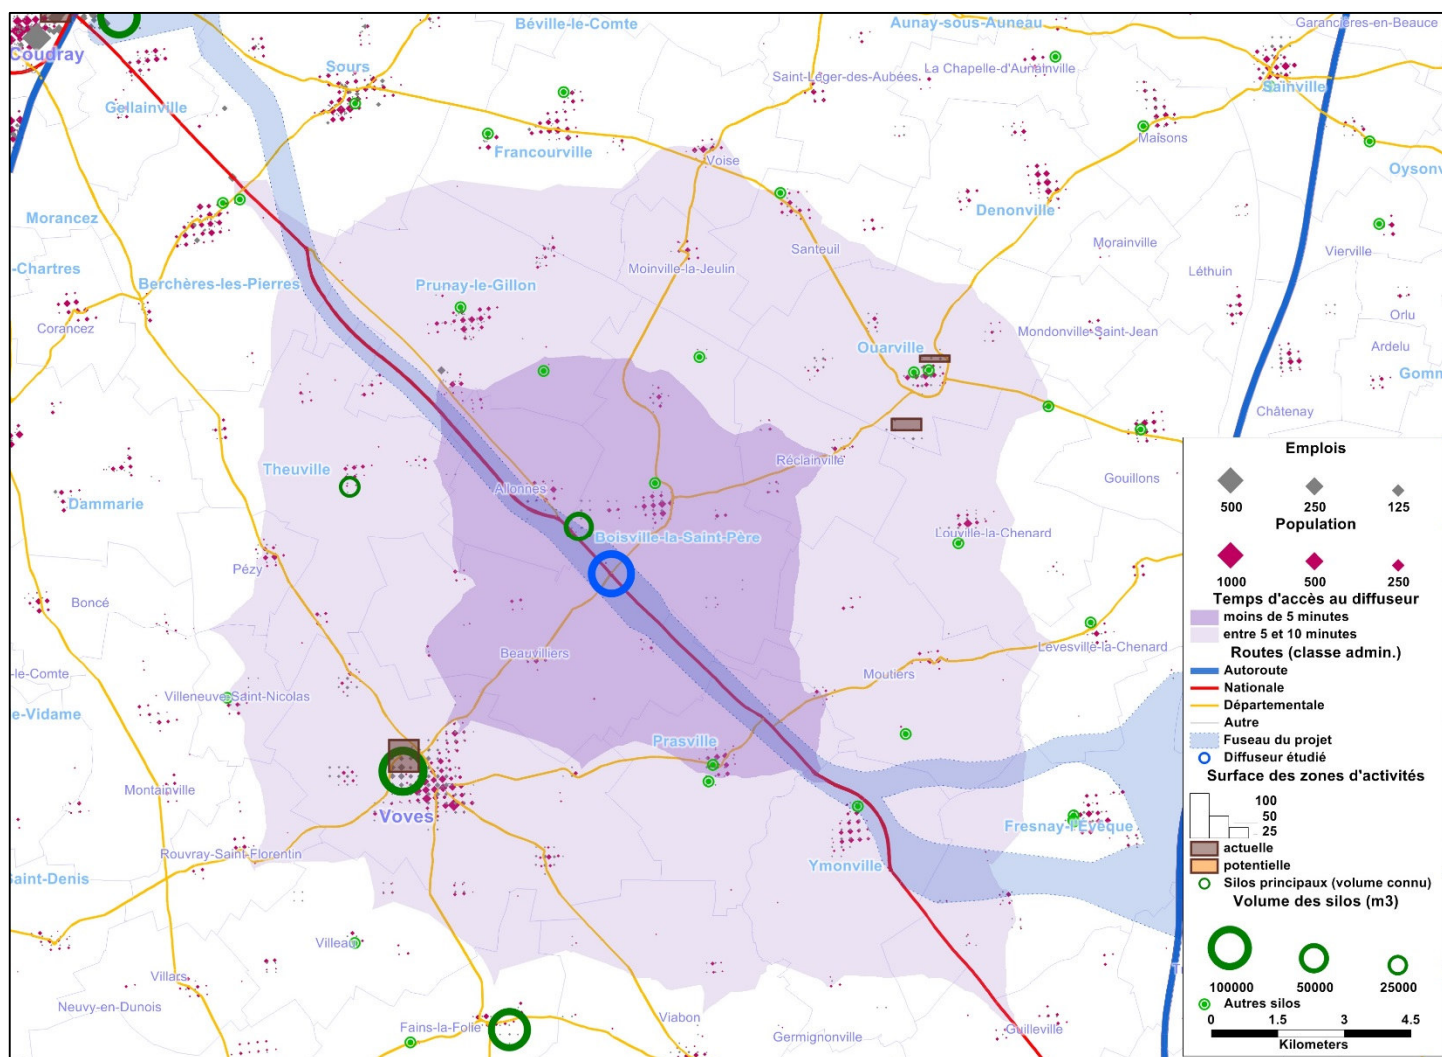 Béville-le-Comte
Aunay-sous-Auneau
Garancières-en-Beauce
Coudray
Sours
La Chapelle-d'Aunainville
Saint-Léger-des-Aubées
Sainville
Gellainville
Maisons
Francourville
Voise
Oysonv
Morancez
Denonville
Santeuil
Morainville
Vierville
-Chartres
Moinville-la-Jeulin
Léthuin
Berchères-les-Pierres
Prunay-le-Gillon
Orlu
Corancez
Mondonville-Saint-Jean
Ouarville
Ardelu
Gomm
Châtenay
Réclainville
Theuville
Gouillons
Allonnes
Dammarie
Boisville-la-Saint-Père
Louville-la-Chenard
Pézy
Boncé
Beauvilliers
Levesville-la-Chenard
-le-Comte
Moutiers
Villeneuve-Saint-Nicolas
e-Vidame
Prasville
Montainville
Voves
Fresnay-l'Evêque
Rouvray-Saint-Florentin
Ymonville
Saint-Denis
Villeau
Villars
Neuvy-en-Dunois
Viabon
Fains-la-Folie
Guilleville
Germignonville
Emplois
500 250 125
Population
1000 500 250
Temps d'accès au diffuseur
moins de 5 minutes
entre 5 et 10 minutes
Routes (classe admin.)
Autoroute
Nationale
Départementale
Autre
Fuseau du projet
Diffuseur étudié
Surface des zones d'activités
100
50
25
actuelle
potentielle
Silos principaux (volume connu)
Volume des silos (m3)
100000 50000 25000
Autres silos
0 1.5 3 4.5
Kilometers